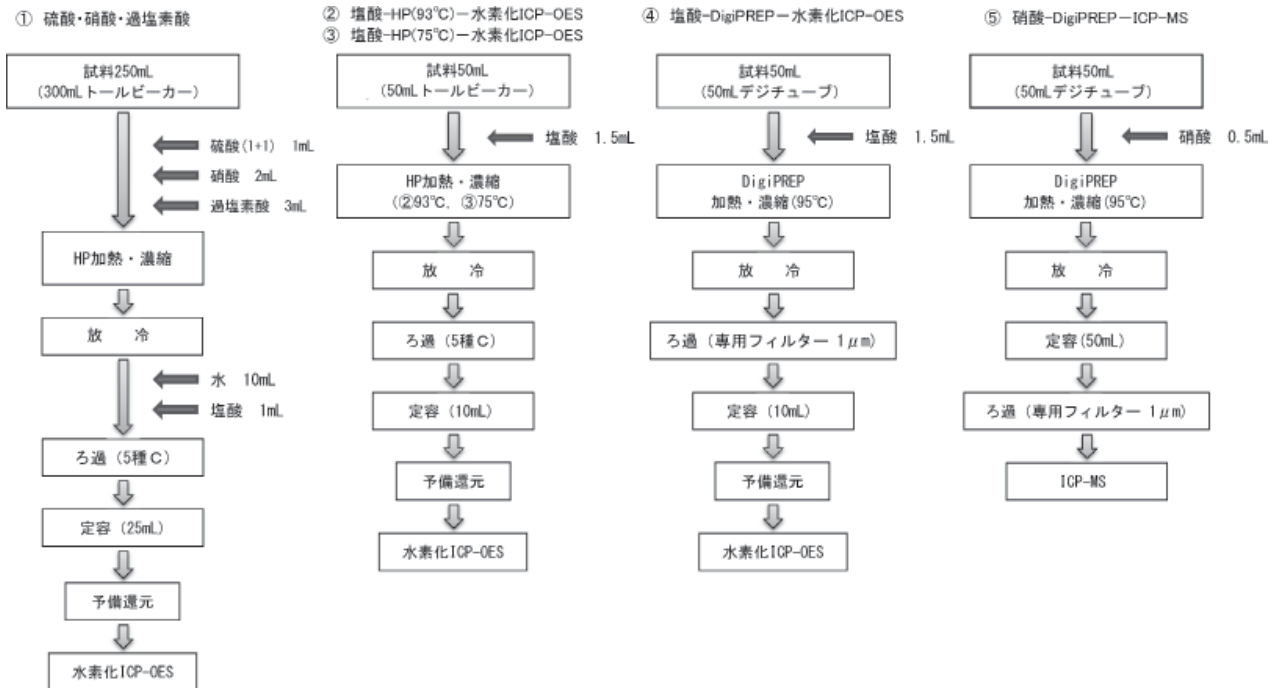 ① 硫酸・硝酸・過塩素酸
試料250mL
(300mLトールビーカー)
硫酸(1+1) 1mL
硝酸 2mL
過塩素酸 3mL
HP加熱・濃縮
放 冷
水 10mL
塩酸 1mL
ろ過(5種C)
定容(25mL)
予備還元
水素化ICP-OES
② 塩酸-HP(93℃)-水素化ICP-OES
③ 塩酸-HP(75℃)-水素化ICP-OES
試料50mL
(50mLトールビーカー)
塩酸 1.5mL
HP加熱・濃縮
(②93℃、③75℃)
放 冷
ろ過(5種C)
定容(10mL)
予備還元
水素化ICP-OES
④ 塩酸-DigiPREP-水素化ICP-OES
試料50mL
(50mLデジチューブ)
塩酸 1.5mL
DigiPREP
加熱・濃縮(95℃)
放 冷
ろ過(専用フィルター 1μm)
定容(10mL)
予備還元
水素化ICP-OES
⑤ 硝酸-DigiPREP-ICP-MS
試料50mL
(50mLデジチューブ)
硝酸 0.5mL
DigiPREP
加熱・濃縮(95℃)
放 冷
定容(50mL)
ろ過(専用フィルター 1μm)
ICP-MS